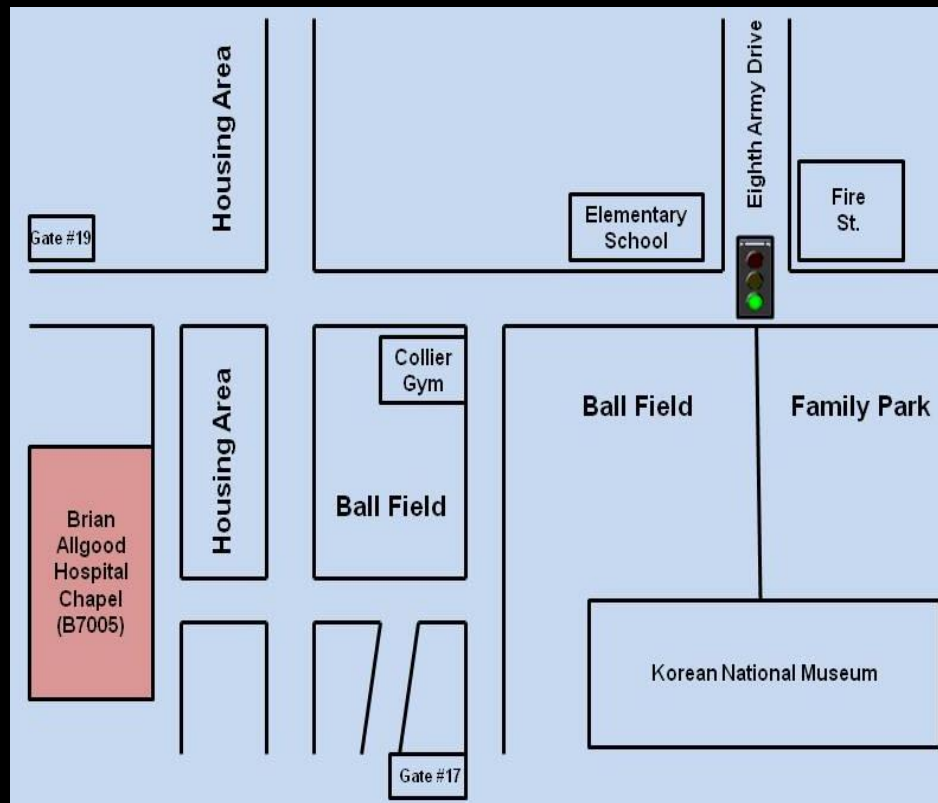 Housing Area
Eighth Army Drive
Fire
St.
Elementary
School
Gate #19
Collier
Gym
Housing Area
Ball Field
Family Park
Ball Field
Brian
Allgood
Hospital
Chapel
(B7005)
Korean National Museum
Gate #17